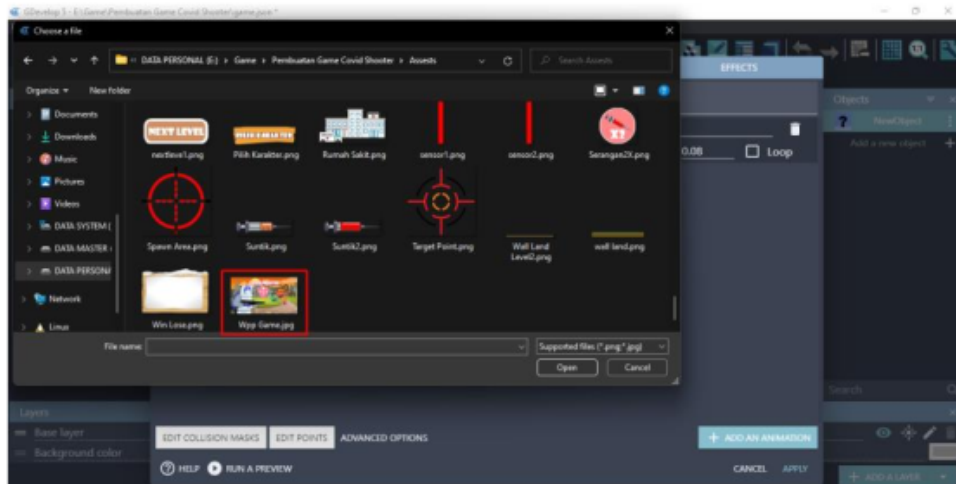 GDevelop 5 - E:\Game\Pembuatan Game Covid Shooter\game.json *
Choose a file
DATA PERSONAL (E:) › Game › Pembuatan Game Covid Shooter › Assests
Search Assests
Organize
New folder
EFFECTS
Objects
NewObject
Add a new object
0.08
Loop
Documents
Downloads
Music
Pictures
Videos
DATA SYSTEM (
DATA MASTER
DATA PERSONA
Network
Linux
NEXT LEVEL
PILIH KARAKTER
X2
nextlevel1.png
Pilih Karakter.png
Rumah Sakit.png
sensor1.png
sensor2.png
Serangan2X.png
Spawn Area.png
Suntik.png
Suntik2.png
Target Point.png
Wall Land Level2.png
wall land.png
Win Lose.png
Wpp Game.jpg
File name:
Supported files (*.png;*.jpg)
Open
Cancel
Search
Layers
Base layer
Background color
EDIT COLLISION MASKS
EDIT POINTS
ADVANCED OPTIONS
+ ADD AN ANIMATION
HELP
RUN A PREVIEW
CANCEL
APPLY
+ ADD A LAYER